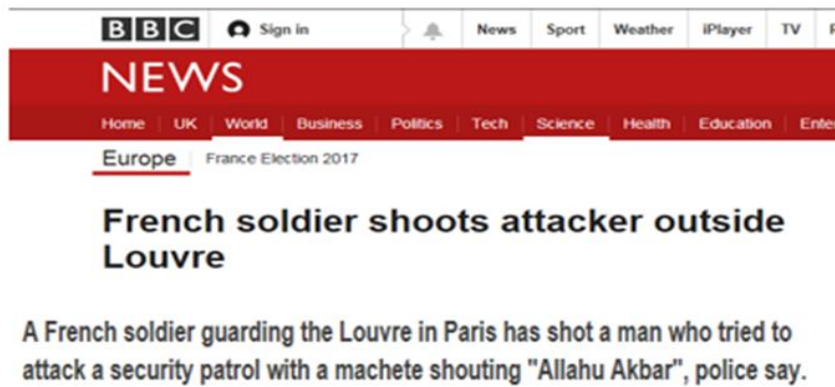 BBC Sign in News Sport Weather iPlayer TV
NEWS
Home UK World Business Politics Tech Science Health Education
Europe France Election 2017
French soldier shoots attacker outside
Louvre
A French soldier guarding the Louvre in Paris has shot a man who tried to
attack a security patrol with a machete shouting "Allahu Akbar", police say.